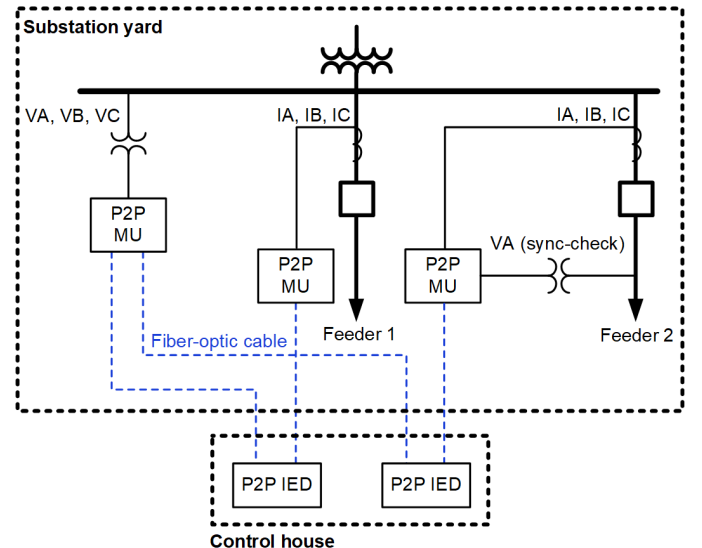 Substation yard
VA, VB, VC
IA, IB, IC
IA, IB, IC
P2P
MU
VA (sync-check)
P2P
MU
P2P
MU
Feeder 1
Feeder 2
Fiber-optic cable
P2P IED
P2P IED
Control house